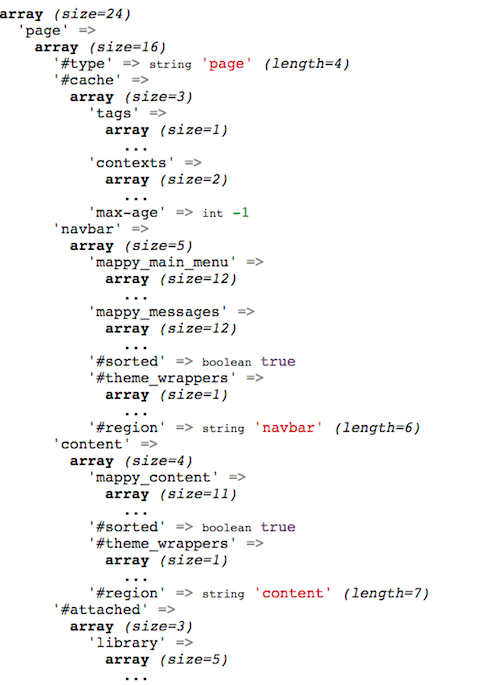 array (size=24)
'page' =>
array (size=16)
'#type' => string 'page' (length=4)
'#cache' =>
array (size=3)
'tags' =>
array (size=1)
...
'contexts' =>
array (size=2)
...
'max-age' => int -1
'navbar' =>
array (size=5)
'mappy_main_menu' =>
array (size=12)
...
'mappy_messages' =>
array (size=12)
...
'#sorted' => boolean true
'#theme_wrappers' =>
array (size=1)
...
'#region' => string 'navbar' (length=6)
'content' =>
array (size=4)
'mappy_content' =>
array (size=11)
...
'#sorted' => boolean true
'#theme_wrappers' =>
array (size=1)
...
'#region' => string 'content' (length=7)
'#attached' =>
array (size=3)
'library' =>
array (size=5)
...